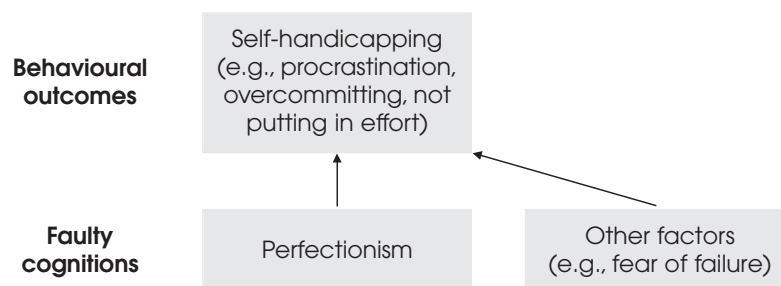 Behavioural
outcomes
Self-handicapping
(e.g., procrastination,
overcommitting, not
putting in effort)
Faulty
cognitions
Perfectionism
Other factors
(e.g., fear of failure)